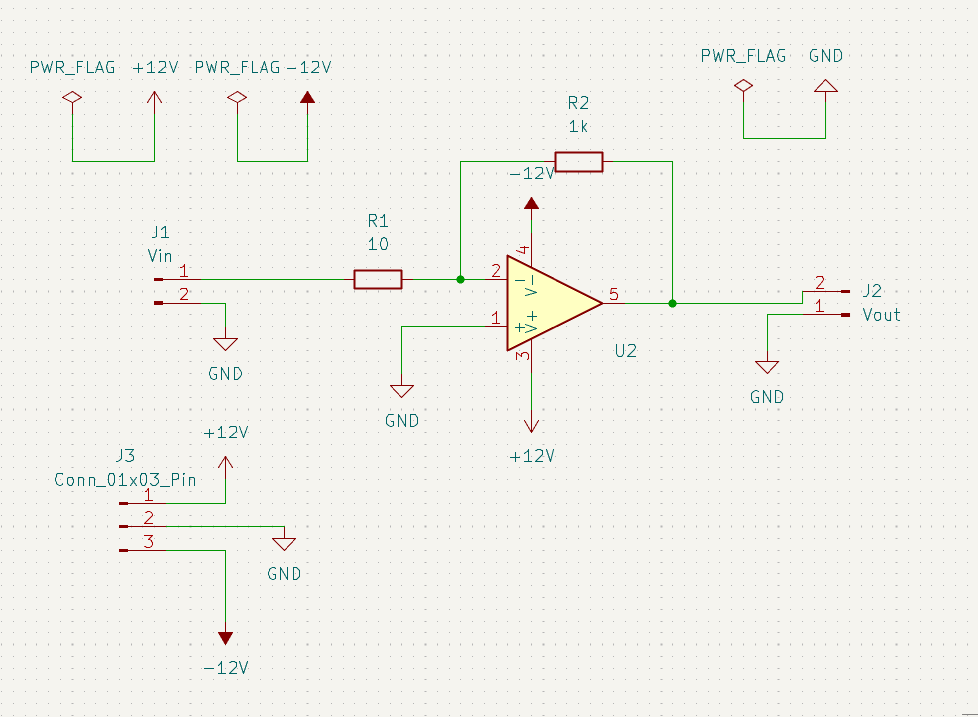 PWR_FLAG +12V PWR_FLAG -12V
PWR_FLAG GND
R2
1k
-12V
J1
Vin
R1
10
1
2
GND
4
2
-
V-
1
+
V+
3
5
U2
GND
+12V
2
1
J2
Vout
GND
+12V
J3
Conn_01x03_Pin
1
2
3
GND
-12V